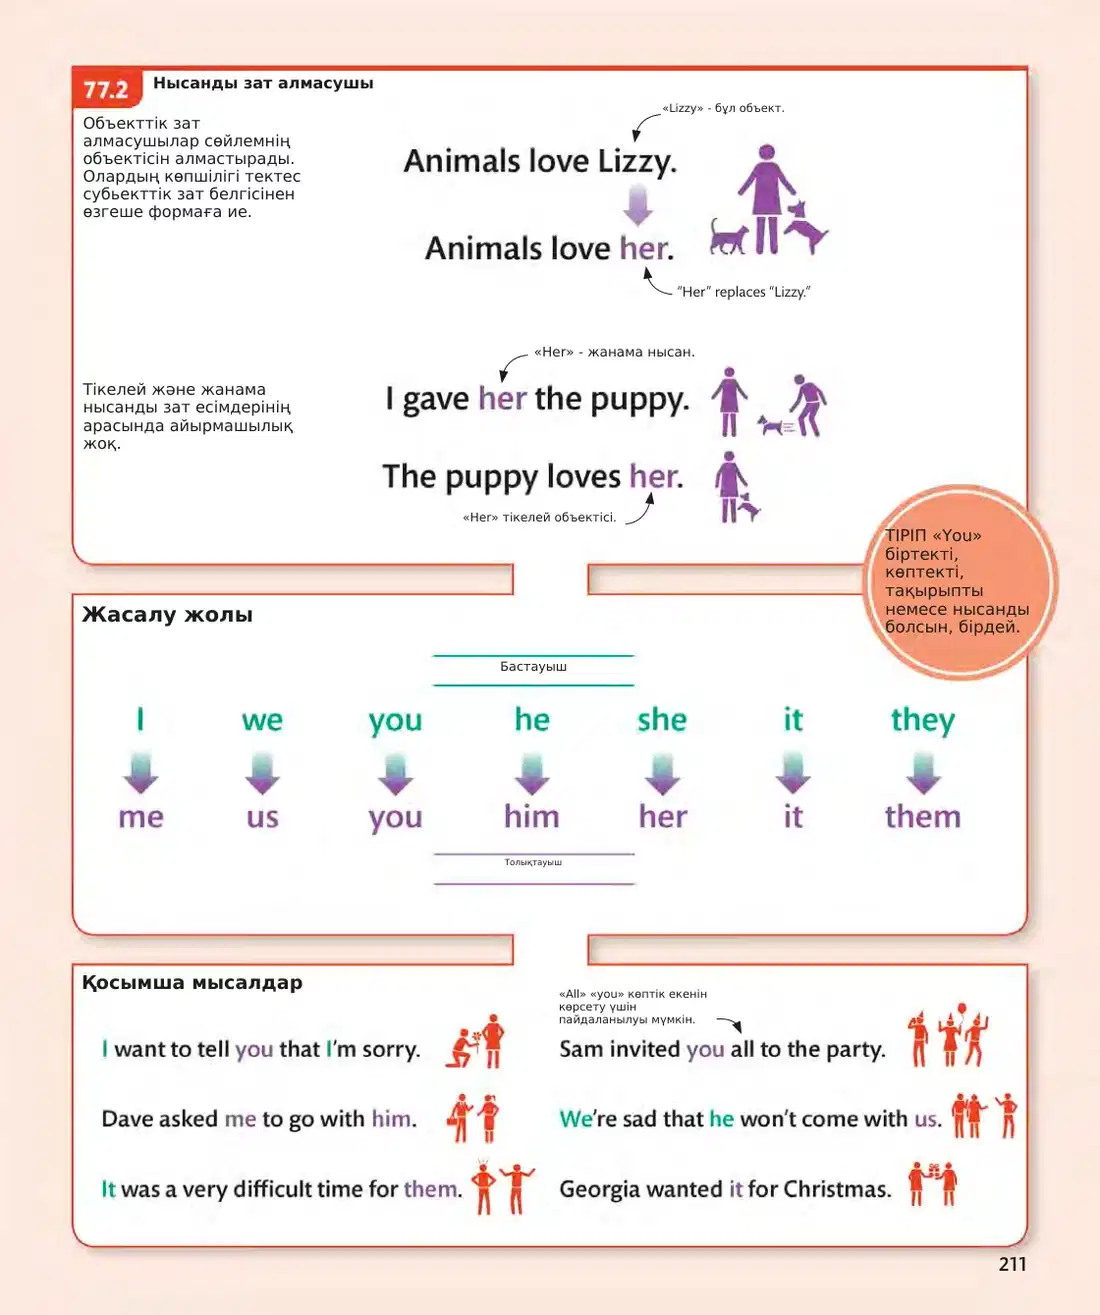 77.2 Нысанды зат алмасушы
Объекттік зат
алмасушылар сөйлемнің
объектісін алмастырады.
Олардың көпшілігі тектес
субьекттік зат белгісінен
өзгеше формаға ие.
«Lizzy» - бұл объект.
Animals love Lizzy.
Animals love her.
"Her" replaces "Lizzy."
Тікелей және жанама
нысанды зат есімдерінің
арасында айырмашылық
жоқ.
«Her» - жанама нысан.
I gave her the puppy.
The puppy loves her.
«Her» тікелей объектісі.
ТІРІП «You»
біртекті,
көптекті,
тақырыпты
немесе нысанды
болсын, бірдей.
Жасалу жолы
Бастауыш
I we you he she it they
me us you him her it them
Толықтауыш
Қосымша мысалдар
I want to tell you that I'm sorry.
Dave asked me to go with him.
It was a very difficult time for them.
«All» «you» көптік екенін
көрсету үшін
пайдаланылуы мүмкін.
Sam invited you all to the party.
We're sad that he won't come with us.
Georgia wanted it for Christmas.
211